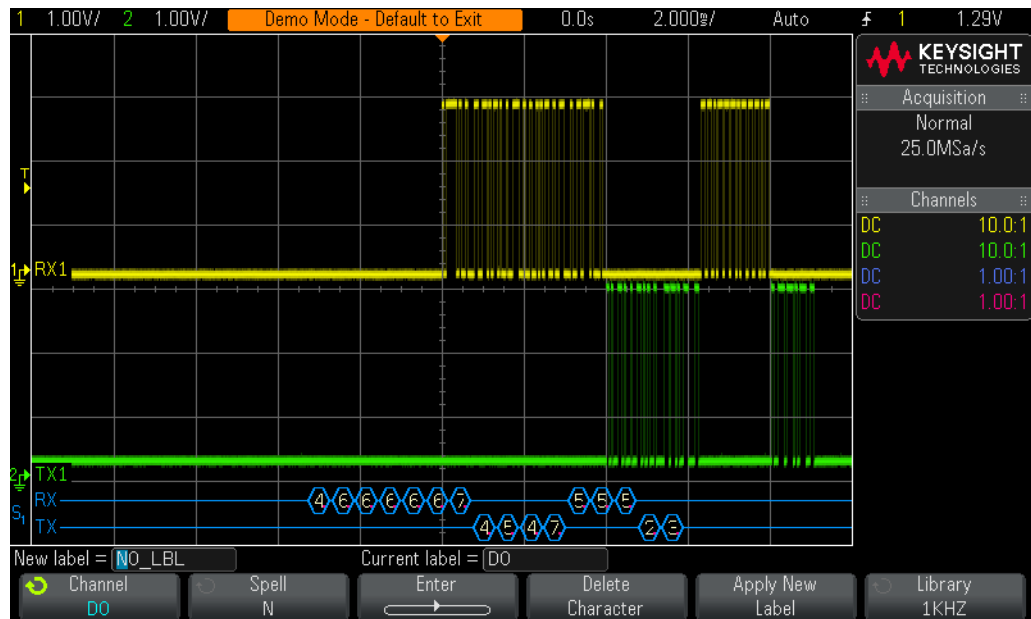 1 1.00V/ 2 1.00V/ Demo Mode - Default to Exit 0.0s 2.000s/ Auto 1 1.29V
KEYSIGHT
TECHNOLOGIES
Acquisition
Normal
25.0MSa/s
Channels
DC 10.0:1
DC 10.0:1
DC 1.00:1
DC 1.00:1
T
1 RX1
2 TX1
S1 RX 4 6 6 6 6 6 7 5 5 5
TX 4 5 4 7 2 3
New label = NO_LBL Current label = D0
Channel Spell Enter Delete Apply New Library
D0 N Character Label 1KHZ